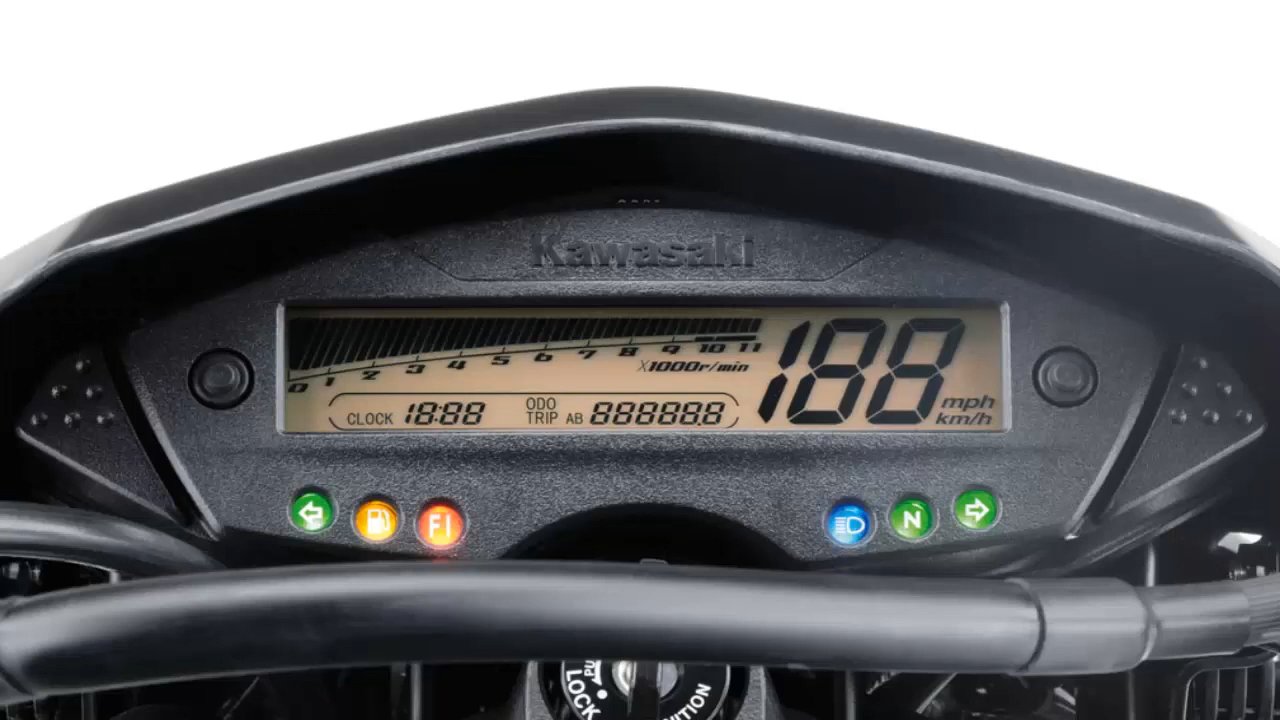 Kawasaki
0 1 2 3 4 5 6 7 8 9 10 11
X1000r/min
188
mph
km/h
CLOCK 18:88
ODO
TRIP AB 888888.8
FI
N
LOCK